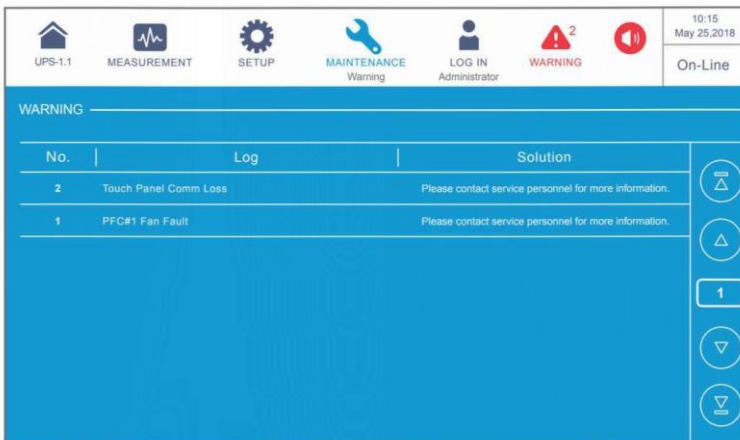 10:15
May 25,2018
UPS-1.1 MEASUREMENT SETUP MAINTENANCE LOG IN WARNING 2
Warning Administrator
On-Line
WARNING
No. Log Solution
2 Touch Panel Comm Loss Please contact service personnel for more information.
1 PFC#1 Fan Fault Please contact service personnel for more information.
1